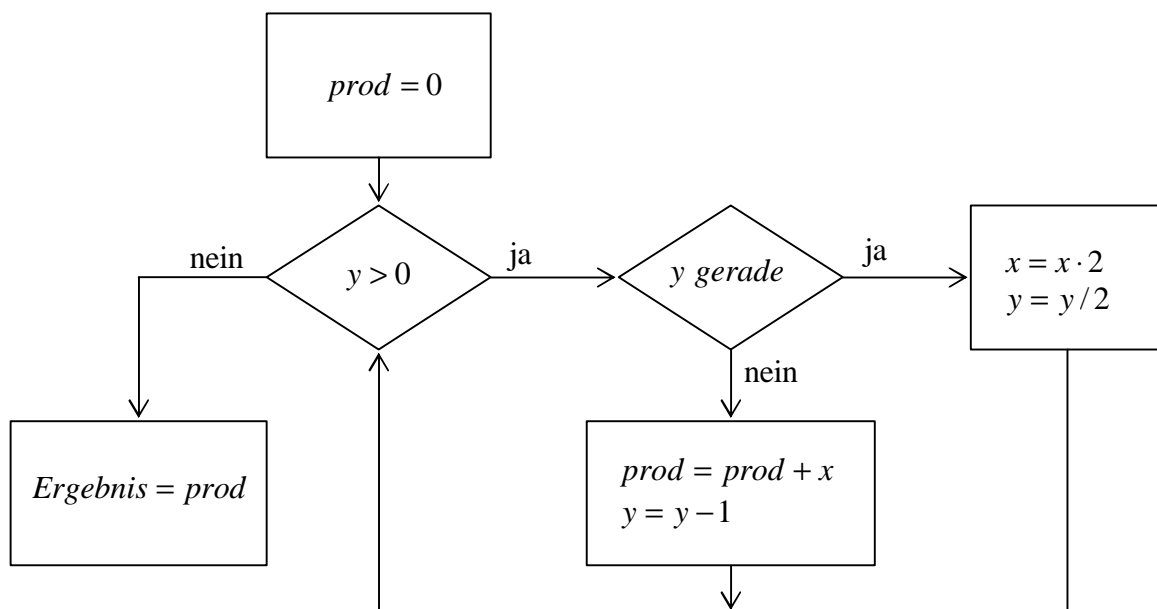 prod = 0
nein
y > 0
ja
y gerade
ja
x = x · 2
y = y / 2
nein
Ergebnis = prod
prod = prod + x
y = y − 1